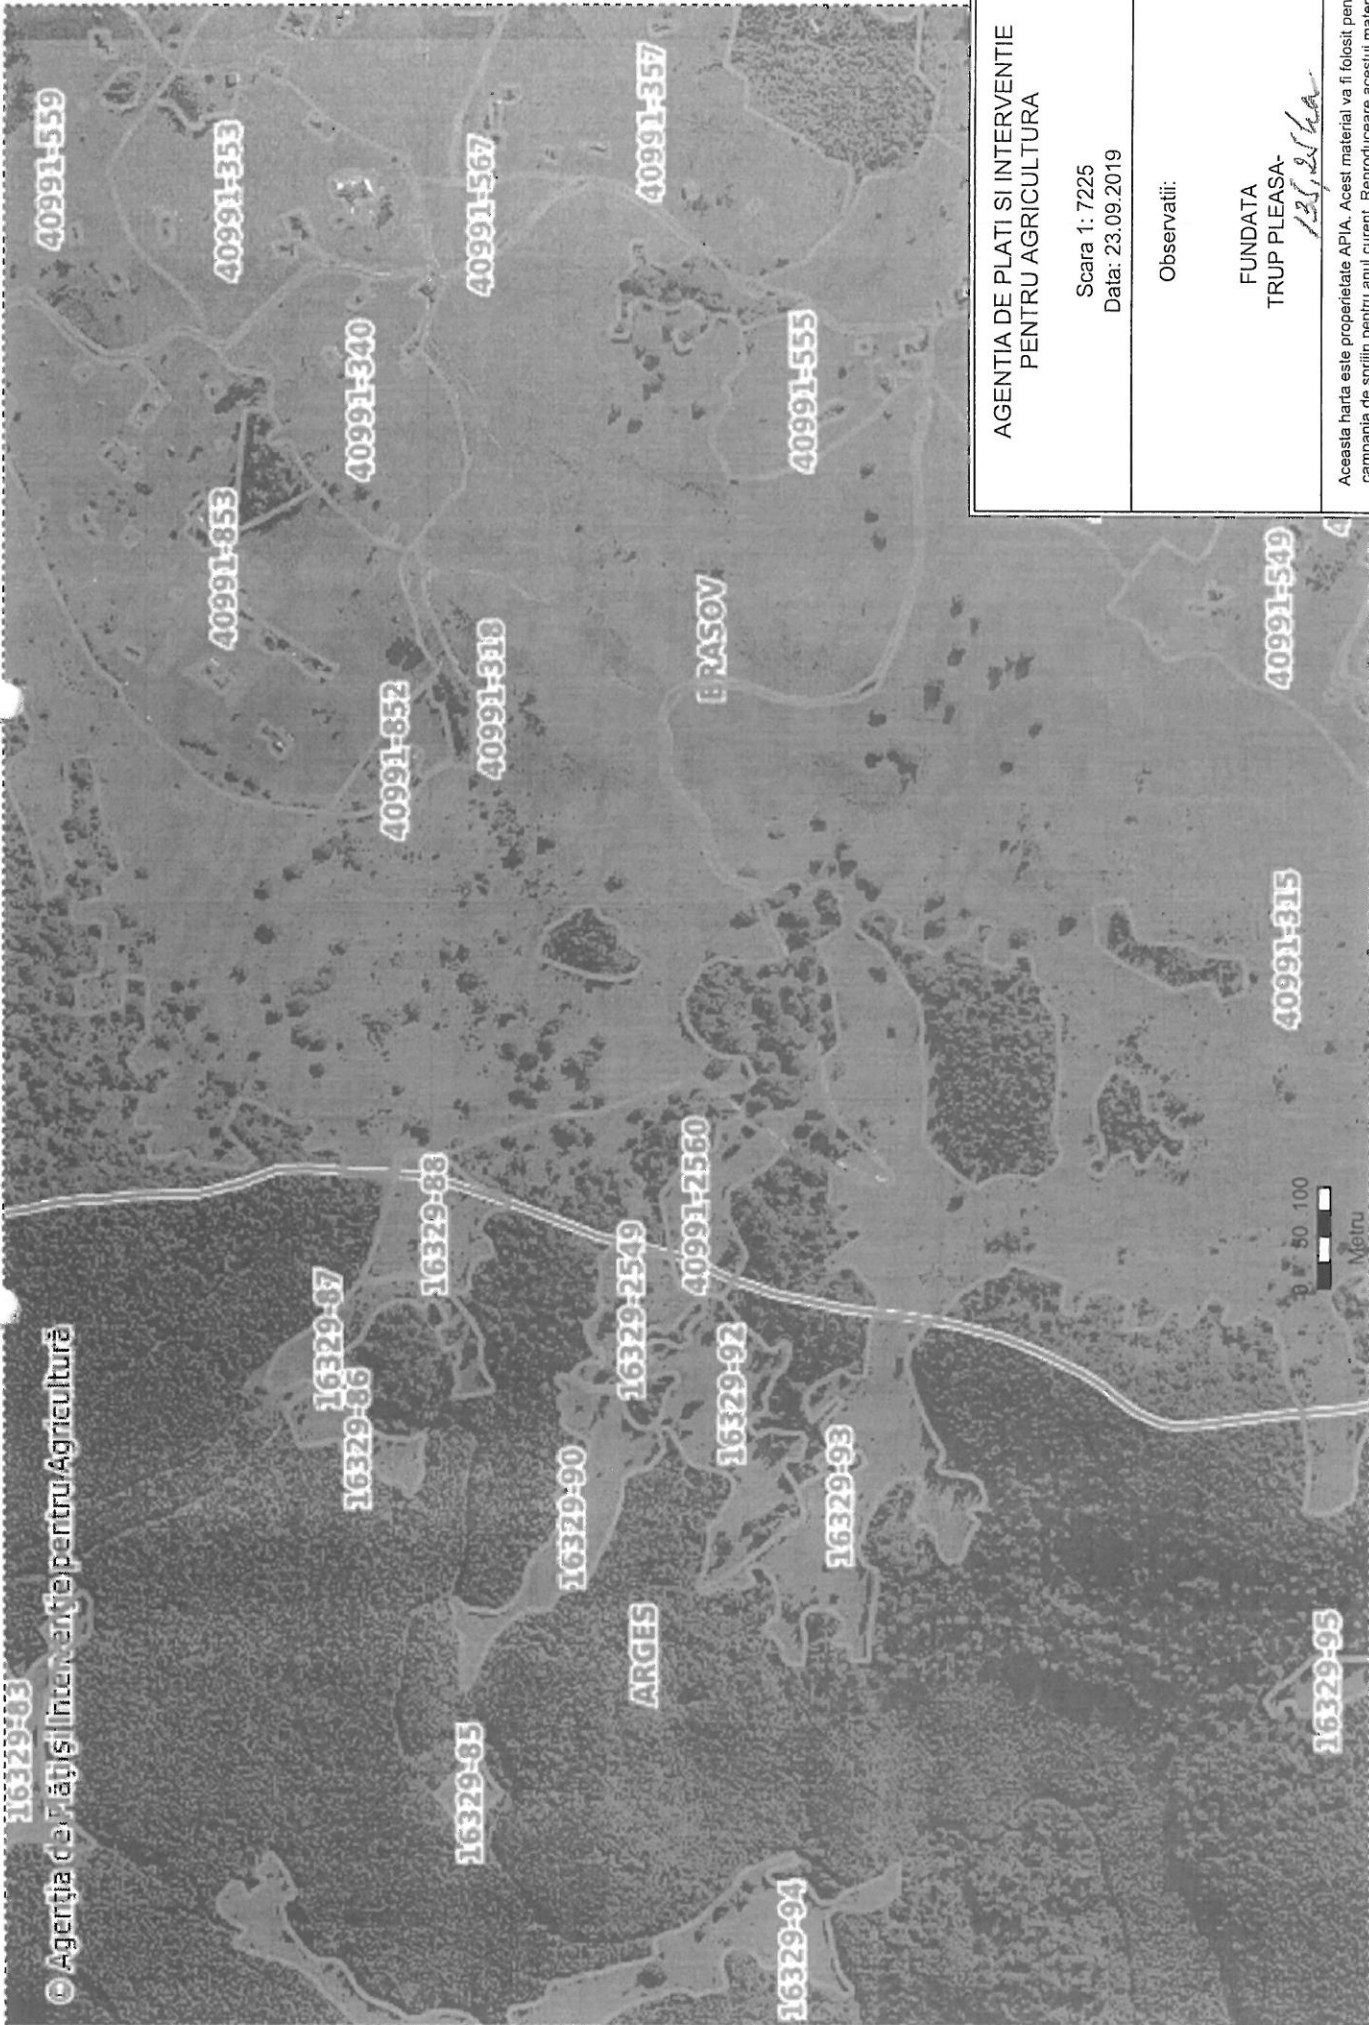 16329-83
© Agenția de Plăți și Intervenție pentru Agricultură
40991-559
40991-353
40991-853
16329-87
16329-86
40991-340
40991-852
16329-88
40991-567
40991-318
16329-85
16329-90
40991-357
BRASOV
40991-2560
16329-2549
ARGES
16329-92
40991-555
16329-93
16329-94
40991-549
40991-315
16329-95
0 50 100
Metru
AGENTIA DE PLATI SI INTERVENTIE
PENTRU AGRICULTURA
Scara 1: 7225
Data: 23.09.2019
Observatii:
FUNDATA
TRUP PLEASA-
Aceasta harta este proprietate APIA. Acest material va fi folosit pen
campania de sprijin pentru anul curent. Reproducere acestui mater